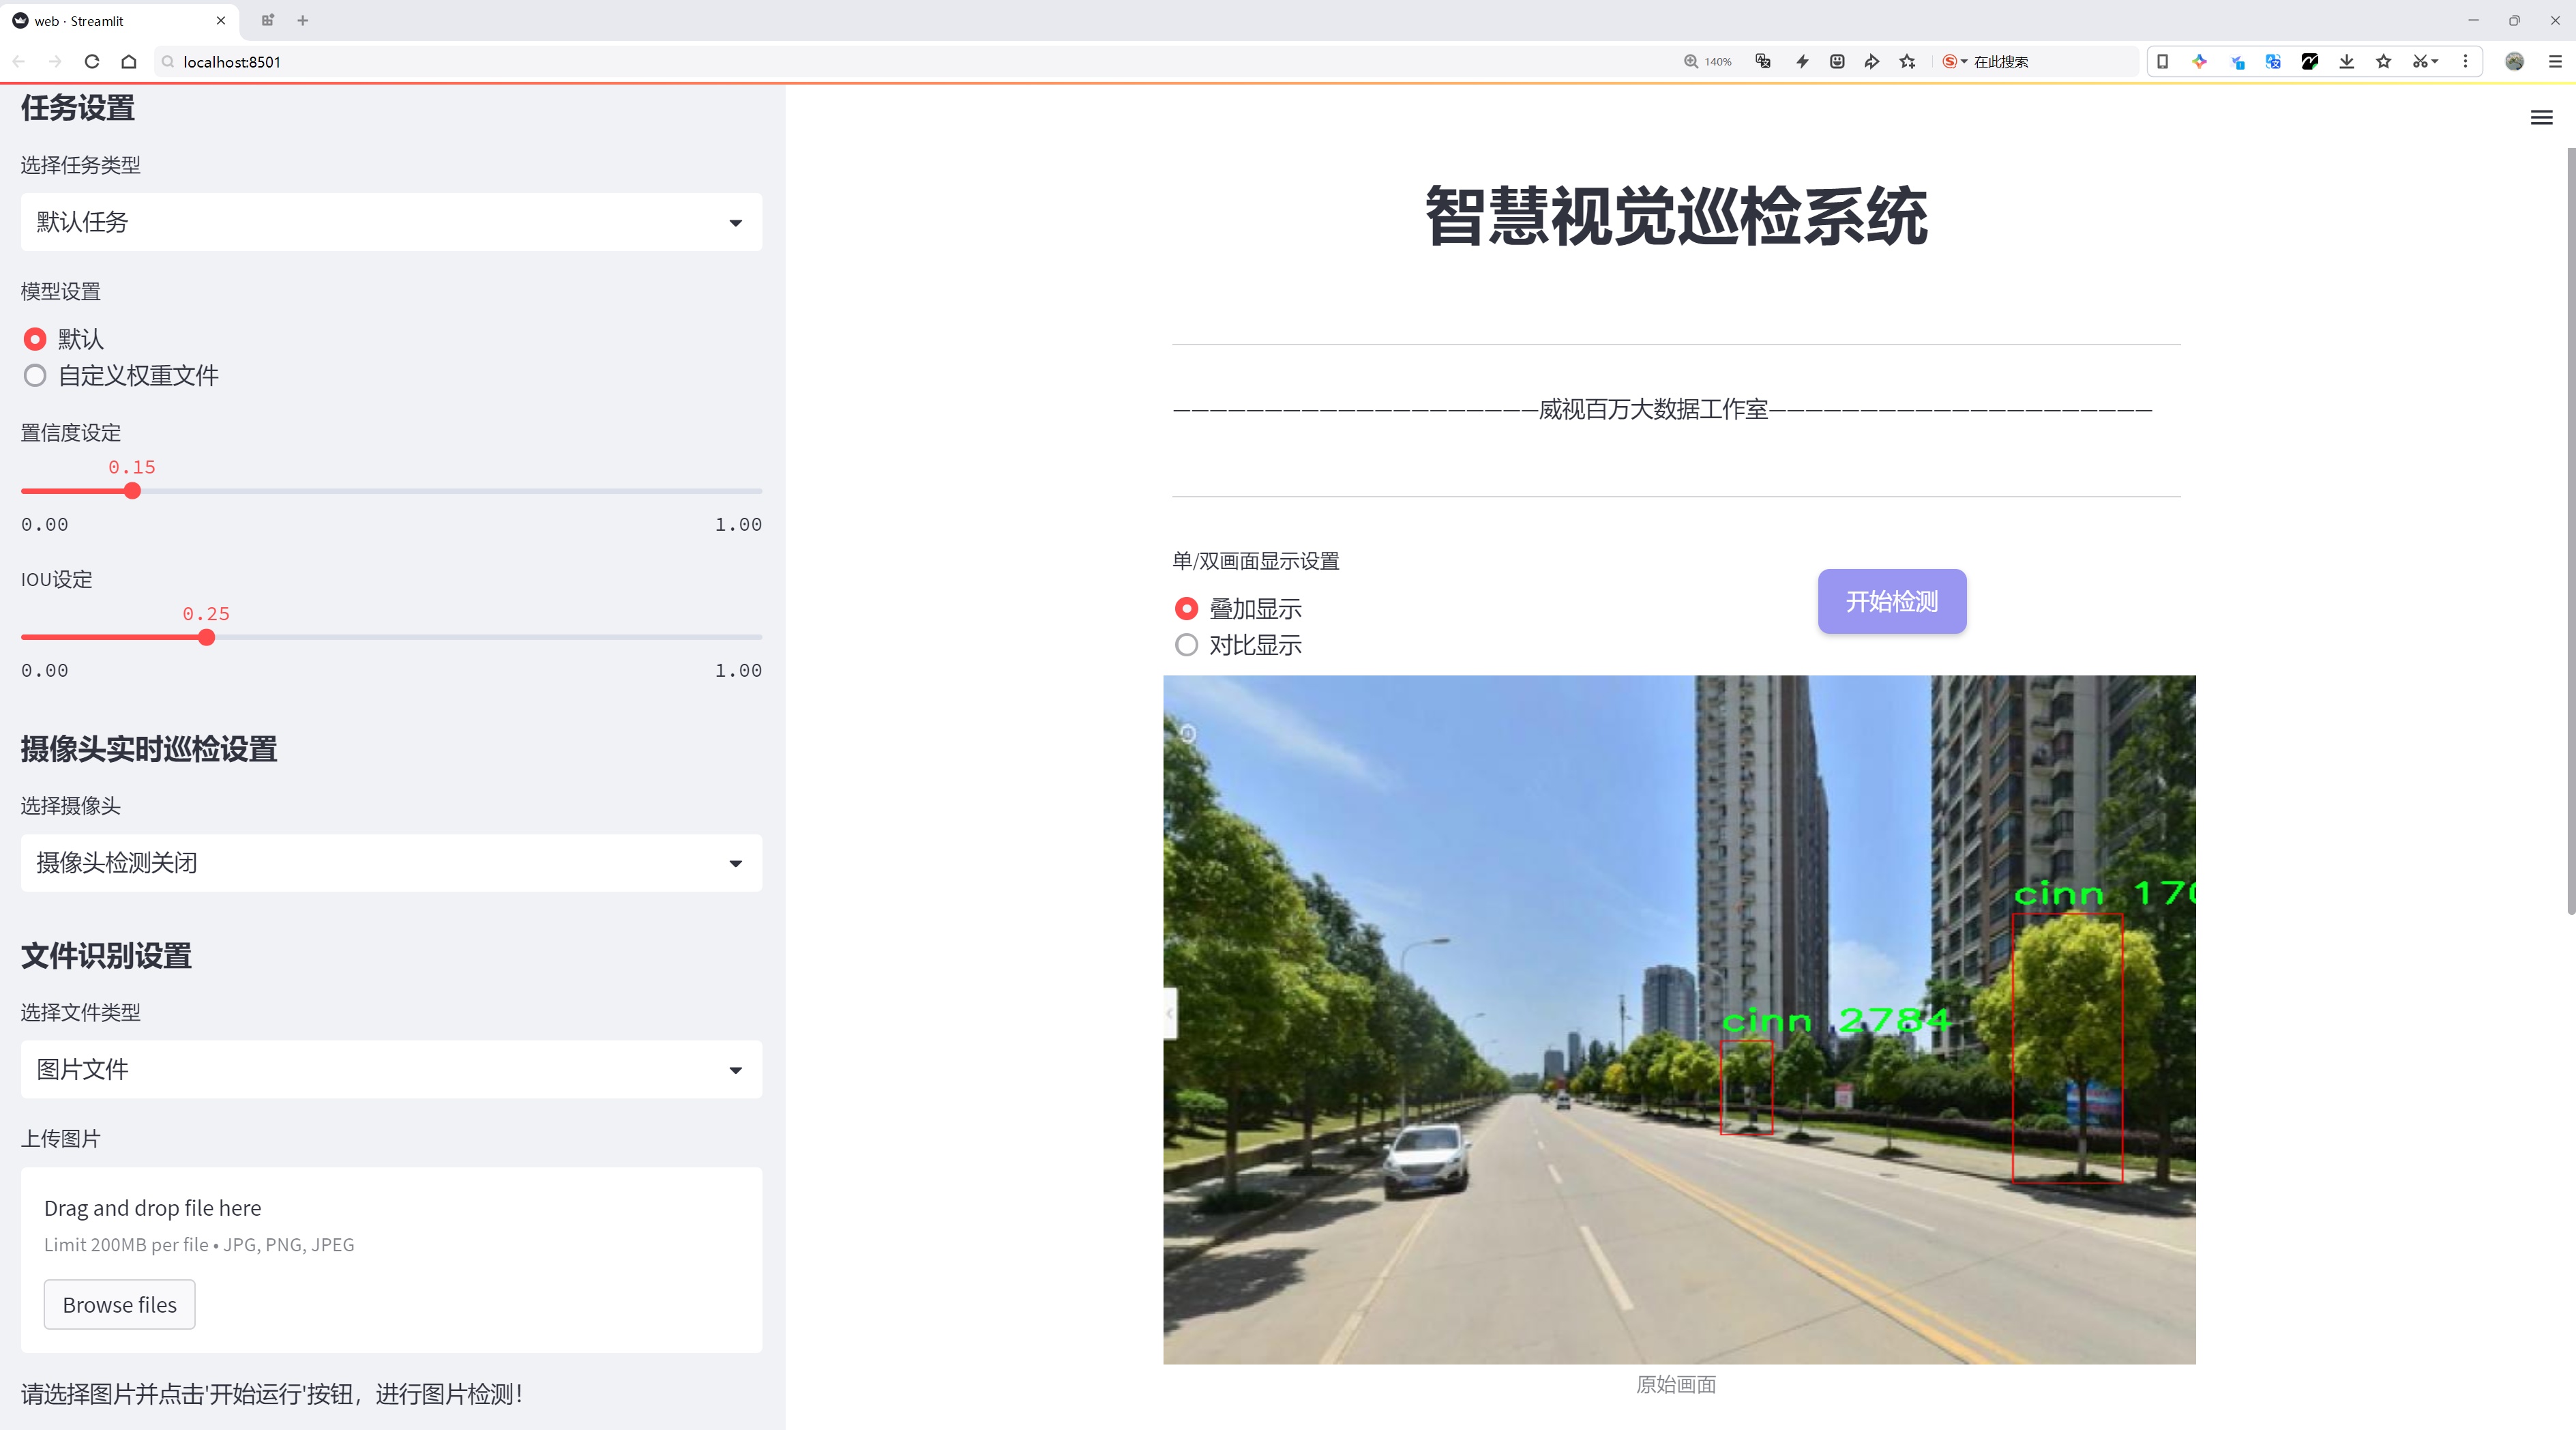 web · Streamlit
localhost:8501
140%
在此搜索
任务设置
选择任务类型
默认任务
模型设置
默认
自定义权重文件
置信度设定
0.15
0.00
1.00
IOU设定
0.25
0.00
1.00
摄像头实时巡检设置
选择摄像头
摄像头检测关闭
文件识别设置
选择文件类型
图片文件
上传图片
Drag and drop file here
Limit 200MB per file • JPG, PNG, JPEG
Browse files
请选择图片并点击'开始运行'按钮，进行图片检测！
智慧视觉巡检系统
————————————————————威视百万大数据工作室—————————————————————
单/双画面显示设置
叠加显示
对比显示
开始检测
cinn 170
cinn 2784
原始画面